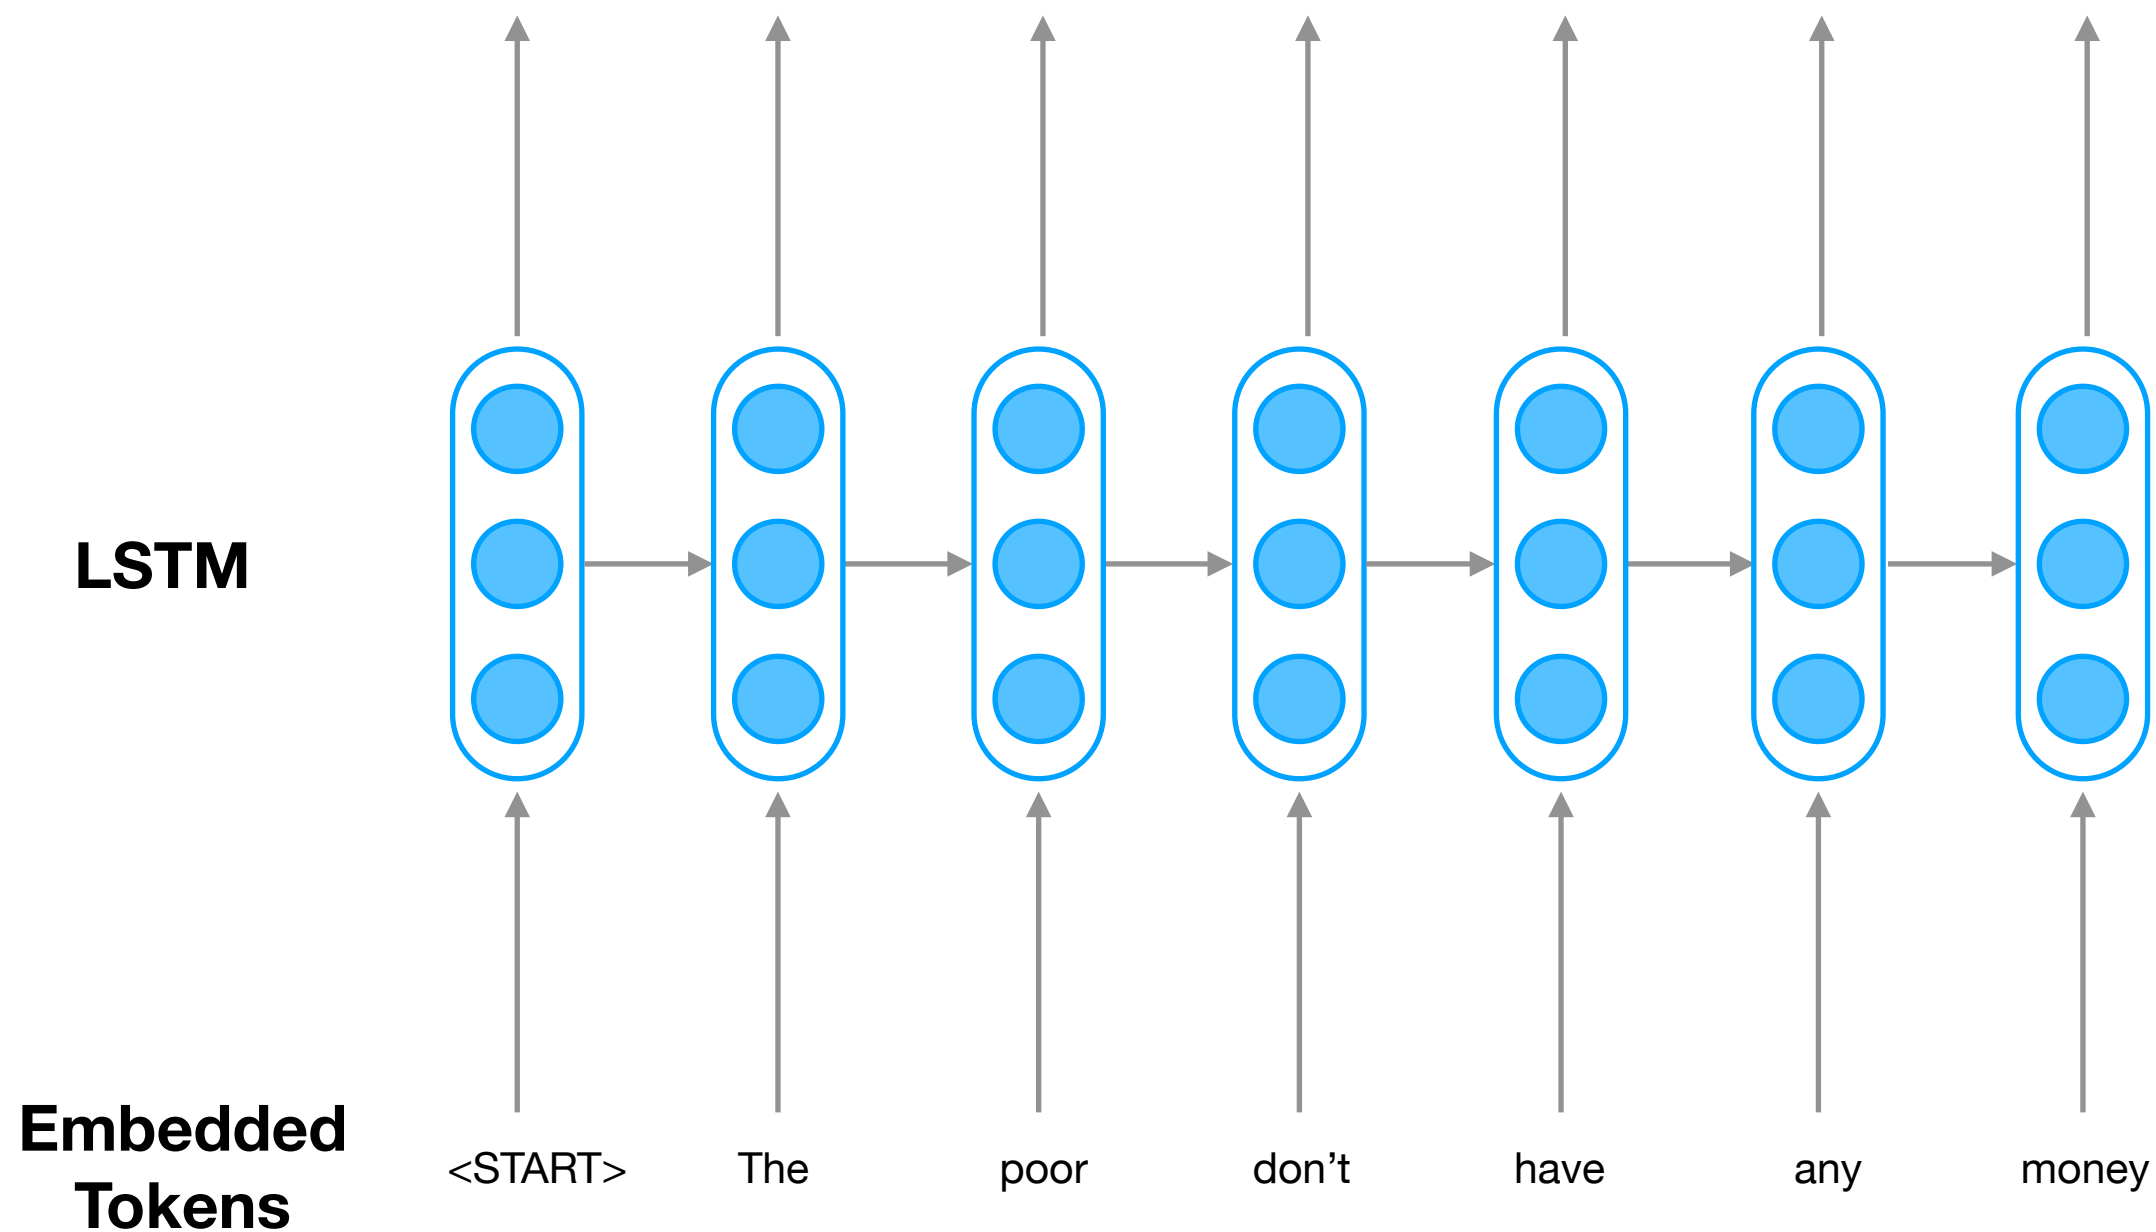 LSTM
Embedded
Tokens
<START> The poor don’t have any money